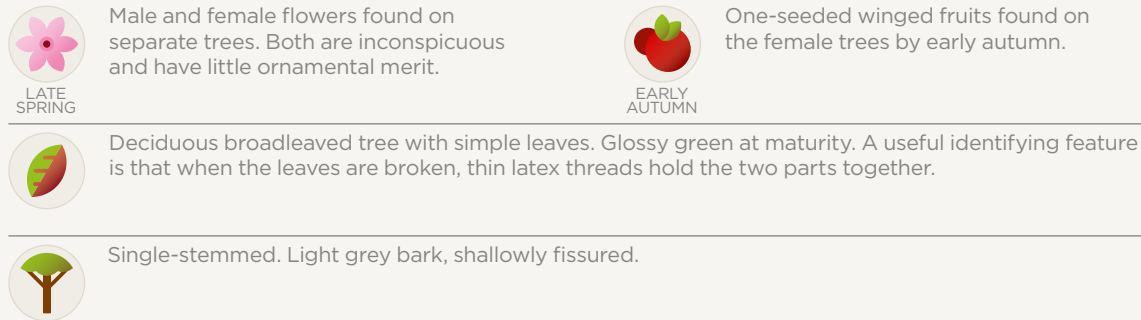 Male and female flowers found on
separate trees. Both are inconspicuous
and have little ornamental merit.
LATE
SPRING
One-seeded winged fruits found on
the female trees by early autumn.
EARLY
AUTUMN
Deciduous broadleaved tree with simple leaves. Glossy green at maturity. A useful identifying feature
is that when the leaves are broken, thin latex threads hold the two parts together.
Single-stemmed. Light grey bark, shallowly fissured.